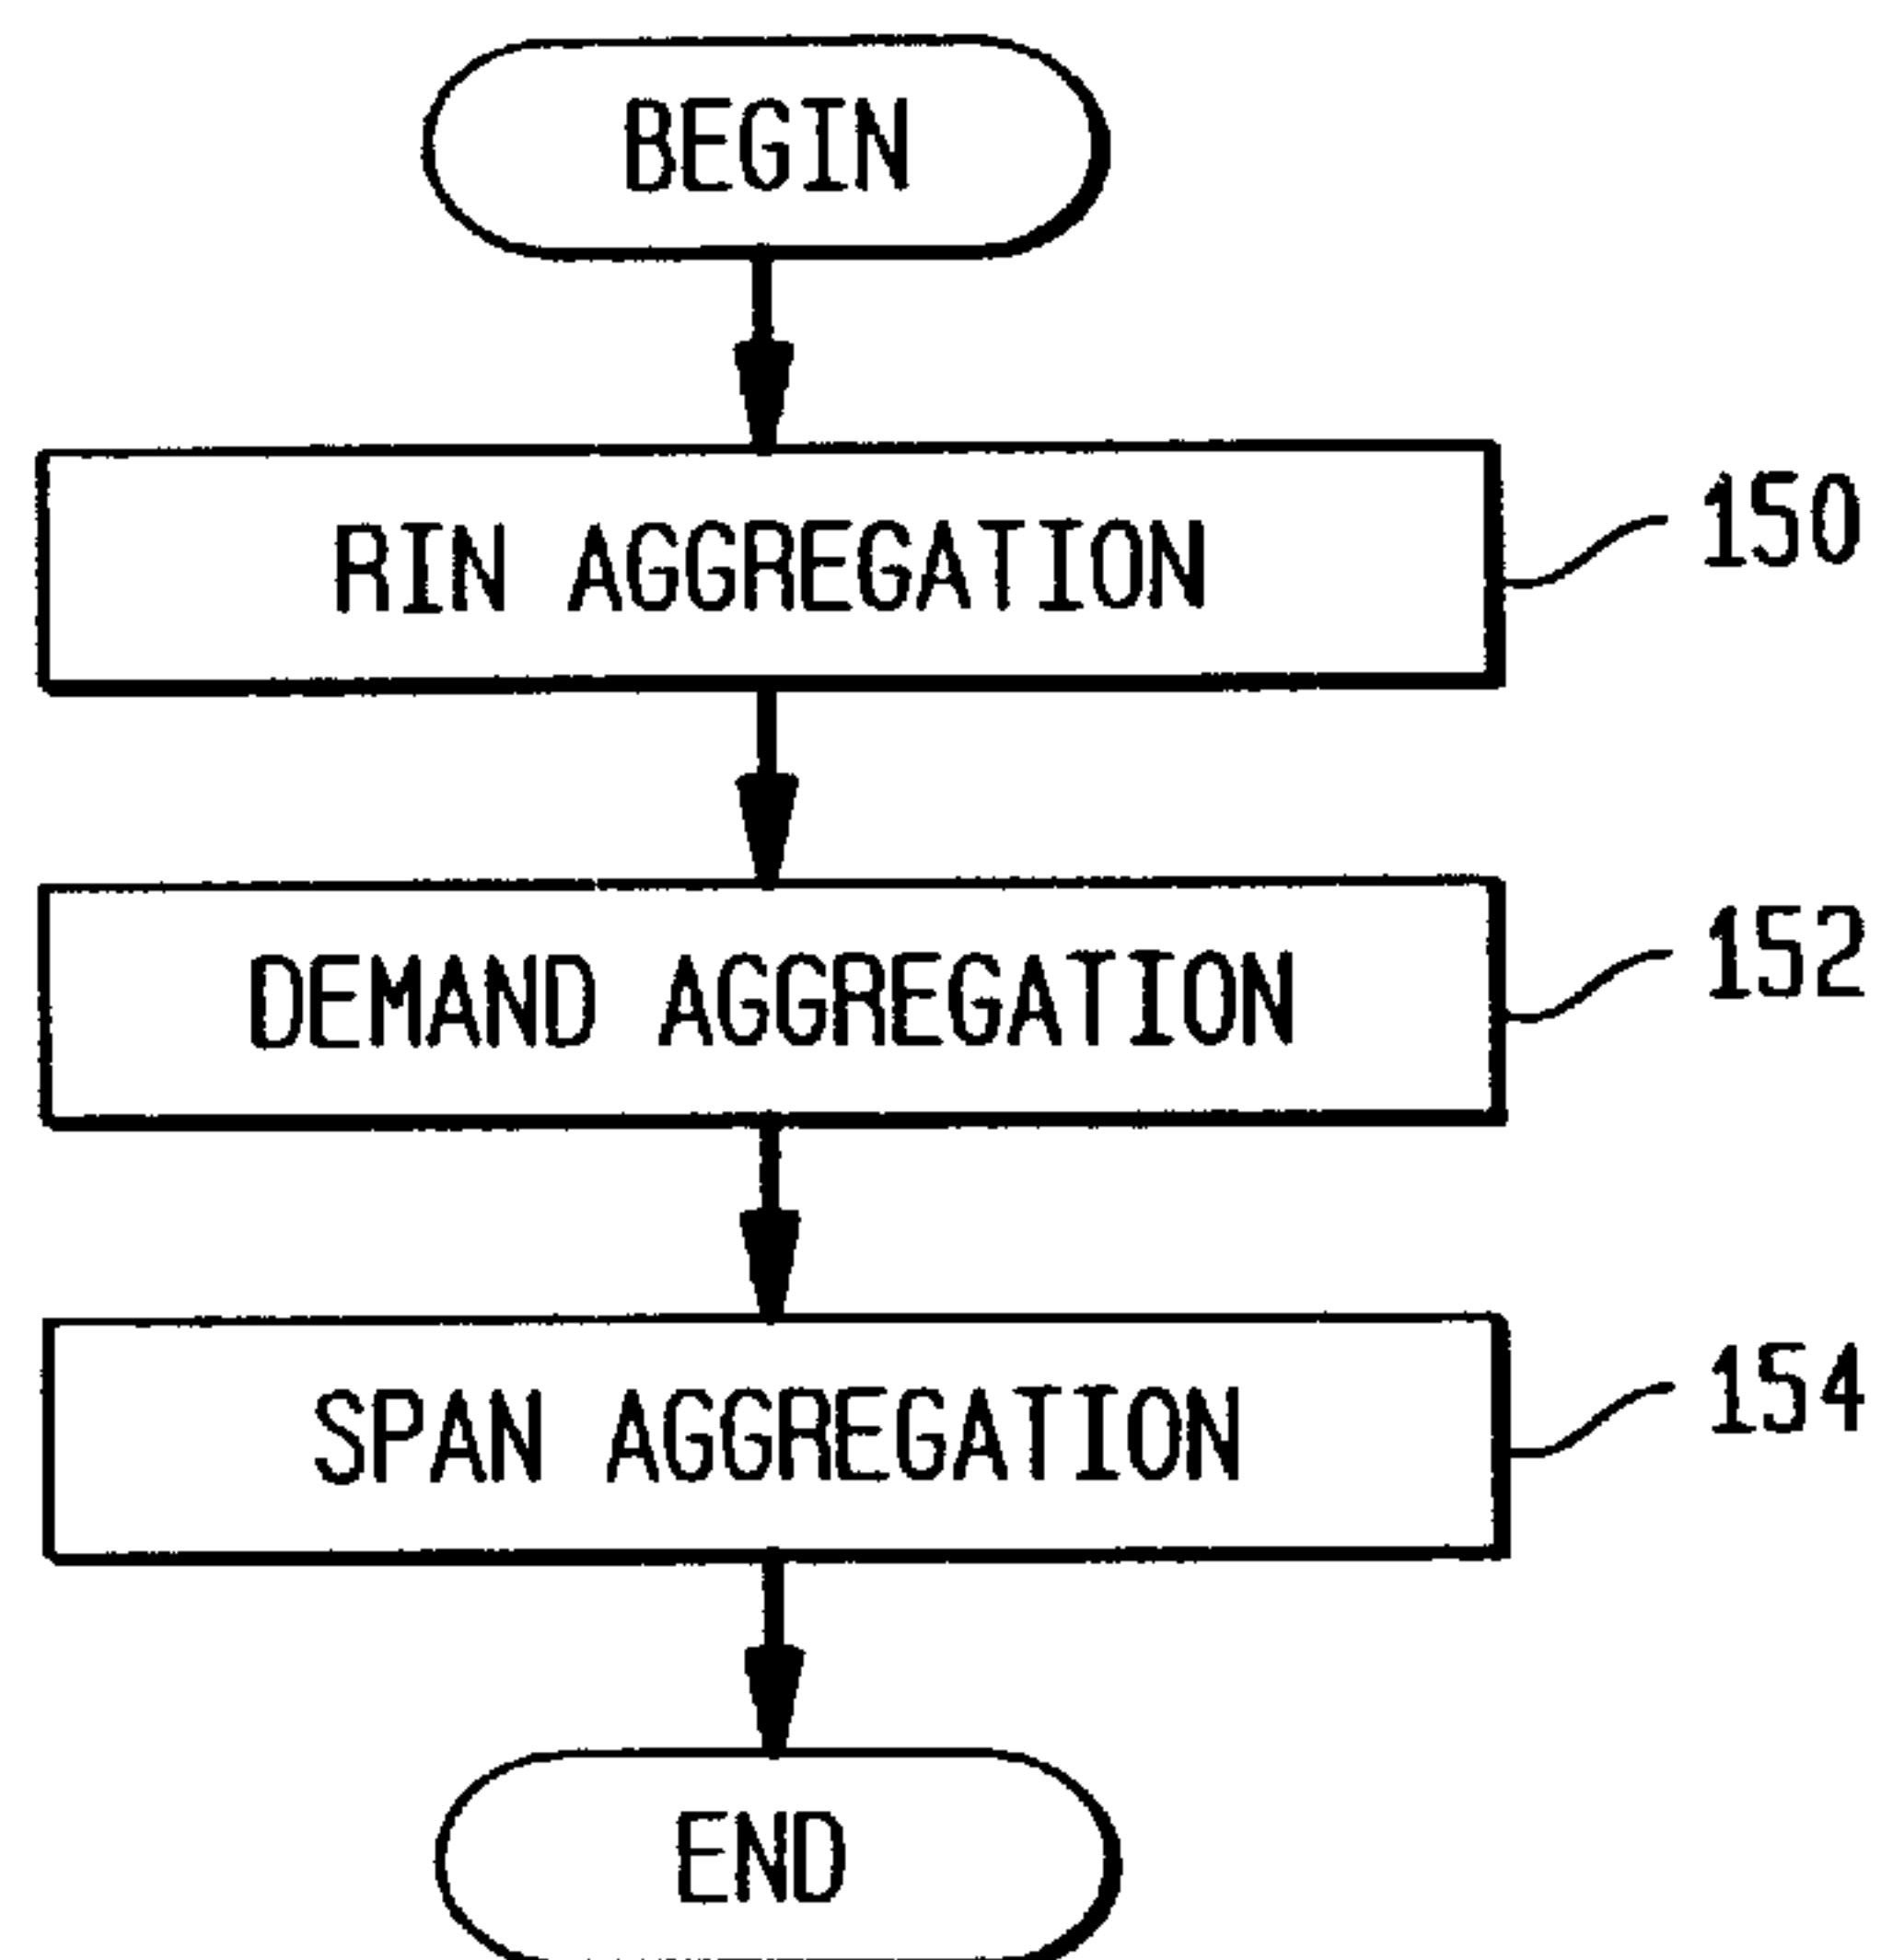 BEGIN
RIN AGGREGATION
150
DEMAND AGGREGATION
152
SPAN AGGREGATION
154
END